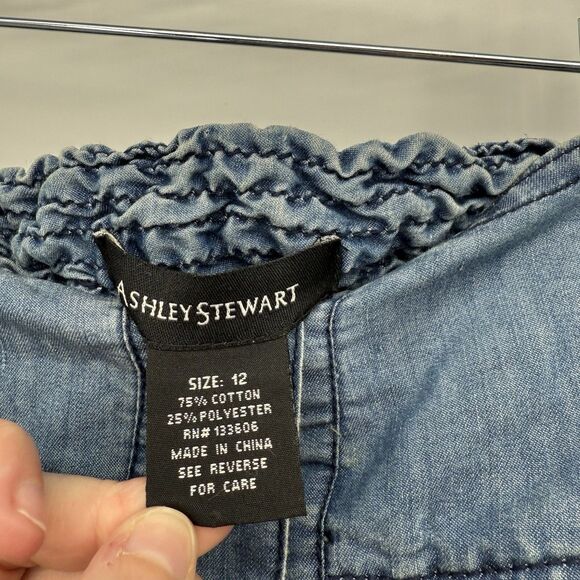 ASHLEY STEWART
SIZE: 12
75% COTTON
25% POLYESTER
RN# 133606
MADE IN CHINA
SEE REVERSE
FOR CARE